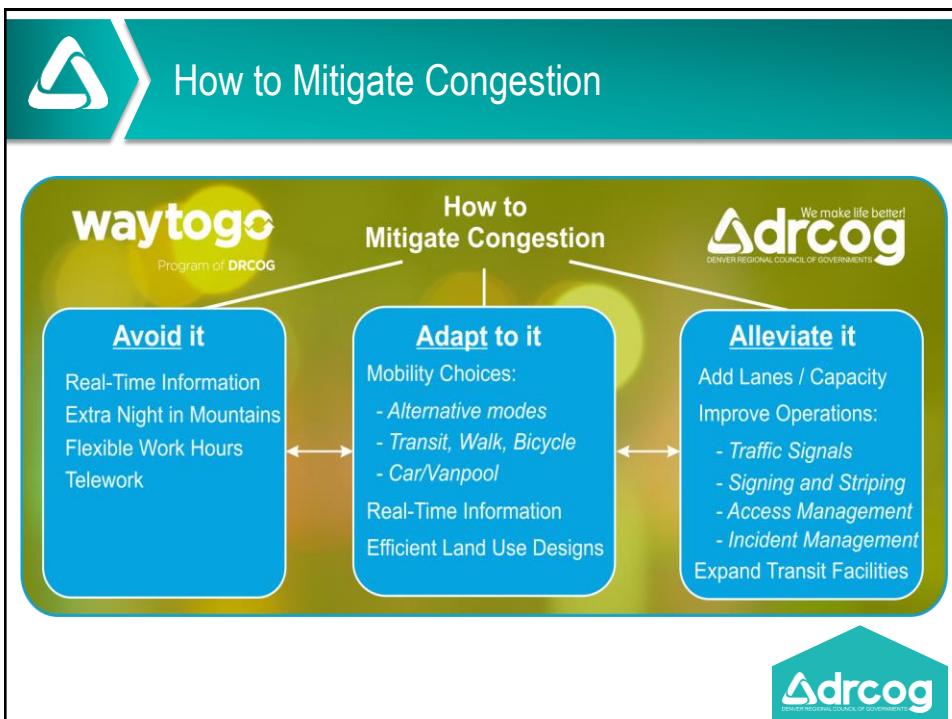 How to Mitigate Congestion
waytogo
Program of DRCOG
How to
Mitigate Congestion
We make life better!
drcog
DENVER REGIONAL COUNCIL OF GOVERNMENTS
Avoid it
Real-Time Information
Extra Night in Mountains
Flexible Work Hours
Telework
Adapt to it
Mobility Choices:
- Alternative modes
- Transit, Walk, Bicycle
- Car/Vanpool
Real-Time Information
Efficient Land Use Designs
Alleviate it
Add Lanes / Capacity
Improve Operations:
- Traffic Signals
- Signing and Striping
- Access Management
- Incident Management
Expand Transit Facilities
drcog
DENVER REGIONAL COUNCIL OF GOVERNMENTS